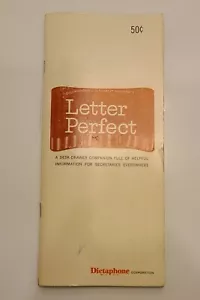 50¢
Letter
Perfect
A DESK DRAWER COMPANION FULL OF HELPFUL
INFORMATION FOR SECRETARIES EVERYWHERE
Dictaphone CORPORATION